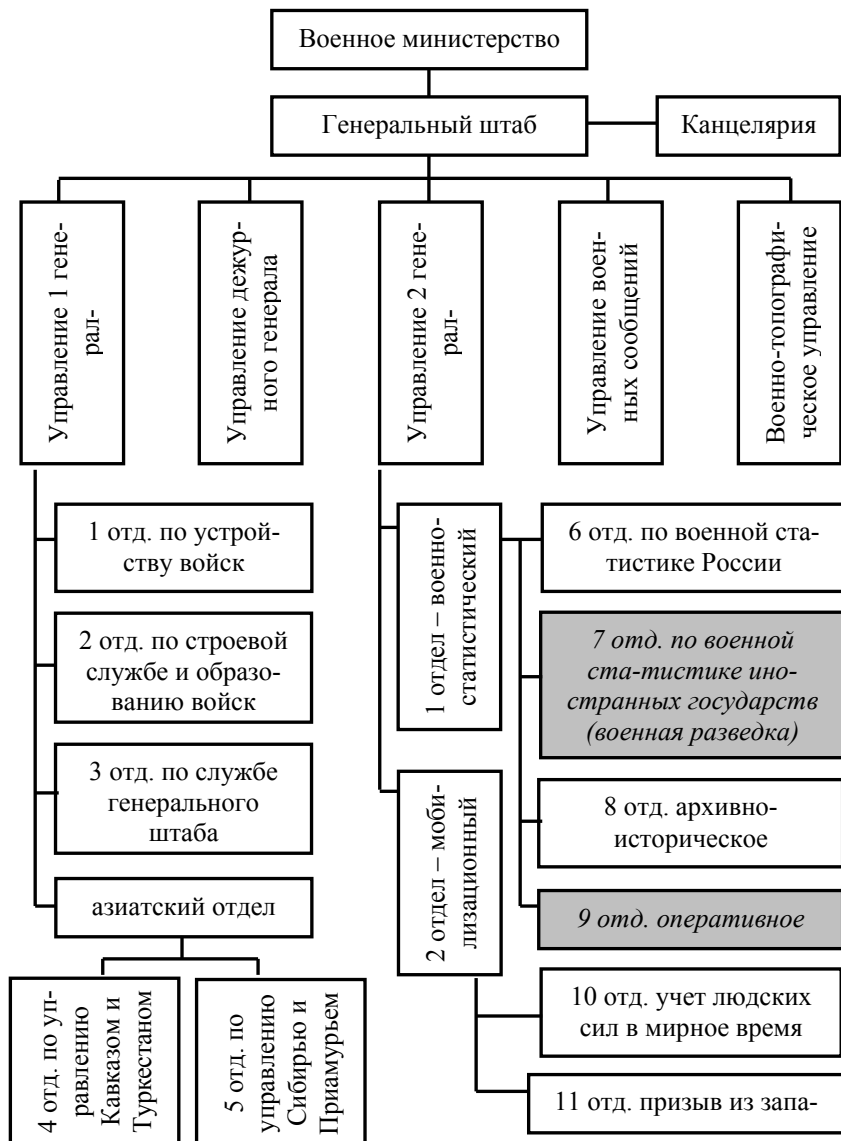 Военное министерство
Генеральный штаб
Канцелярия
Управление 1 гене-
рал-
Управление дежур-
ного генерала
Управление 2 генe-
рал-
Управление воен-
ных сообщений
Военно-топографи-
ческое управление
1 отд. по устрой-
ству войск
2 отд. по строевой
службе и образо-
ванию войск
3 отд. по службе
генерального
штаба
азиатский отдел
4 отд. по уп-
равлению
Кавказом и
Туркестаном
5 отд. по
управлению
Сибирью и
Приамурьем
1 отдел – военно-
статистический
6 отд. по военной ста-
тистике России
7 отд. по военной
ста-тистике ино-
странных государств
(военная разведка)
8 отд. архивно-
историческое
9 отд. оперативное
2 отдел – моби-
лизационный
10 отд. учет людских
сил в мирное время
11 отд. призыв из запа-